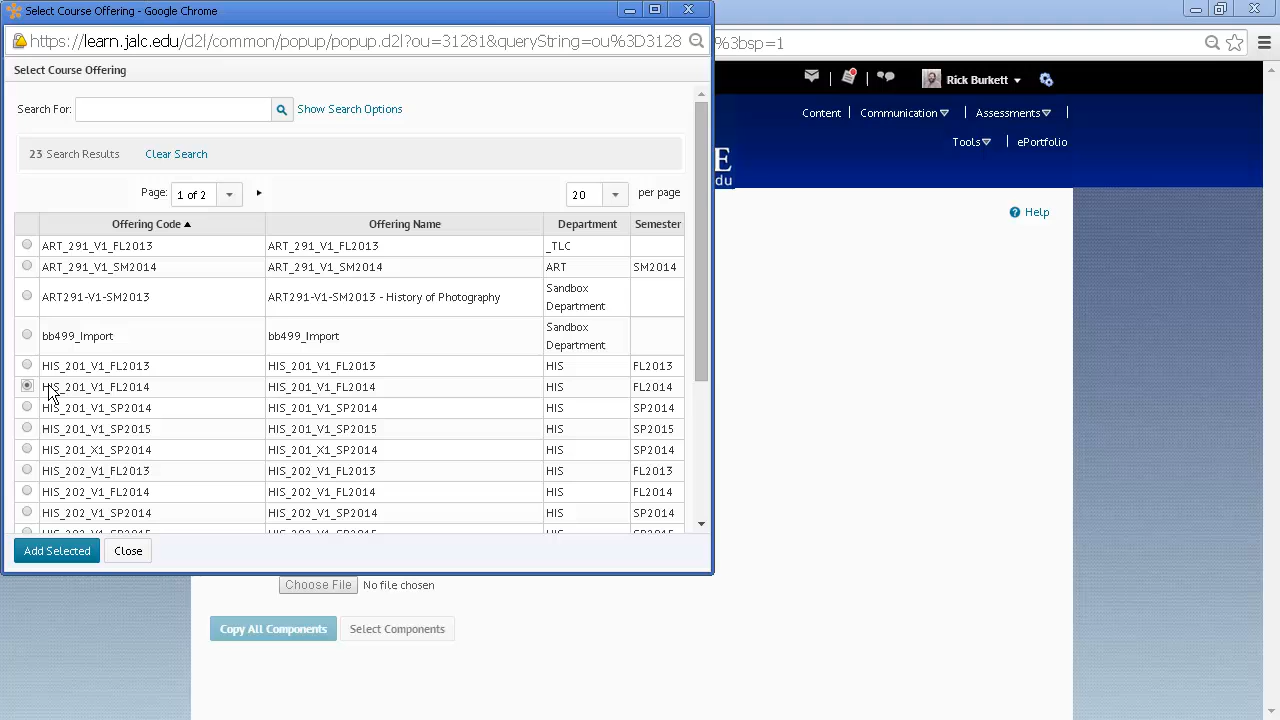 Select Course Offering - Google Chrome
https://learn.jalc.edu/d2l/common/popup/popup.d2l?ou=31281&queryString=ou%3D3128
%3bsp=1
Select Course Offering
Rick Burkett
Search For:
Show Search Options
Content
Communication
Assessments
Tools
ePortfolio
23 Search Results
Clear Search
E
du
Page: 1 of 2
20 per page
Help
Offering Code Offering Name Department Semester
ART_291_V1_FL2013 ART_291_V1_FL2013 _TLC
ART_291_V1_SM2014 ART_291_V1_SM2014 ART SM2014
ART291-V1-SM2013 ART291-V1-SM2013 - History of Photography Sandbox
Department
bb499_Import bb499_Import Sandbox
Department
HIS_201_V1_FL2013 HIS_201_V1_FL2013 HIS FL2013
HIS_201_V1_FL2014 HIS_201_V1_FL2014 HIS FL2014
HIS_201_V1_SP2014 HIS_201_V1_SP2014 HIS SP2014
HIS_201_V1_SP2015 HIS_201_V1_SP2015 HIS SP2015
HIS_201_X1_SP2014 HIS_201_X1_SP2014 HIS SP2014
HIS_202_V1_FL2013 HIS_202_V1_FL2013 HIS FL2013
HIS_202_V1_FL2014 HIS_202_V1_FL2014 HIS FL2014
HIS_202_V1_SP2014 HIS_202_V1_SP2014 HIS SP2014
HIS_202_V1_SP2015 HIS_202_V1_SP2015 HIS SP2015
Add Selected
Close
Choose File No file chosen
Copy All Components
Select Components